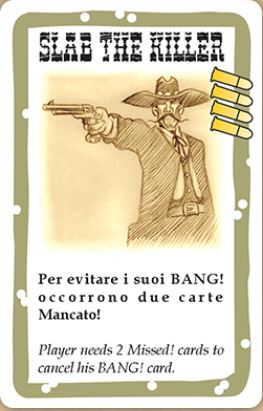 SLAB THE KILLER
Per evitare i suoi BANG!
occorrono due carte
Mancato!
Player needs 2 Missed! cards to
cancel his BANG! card.